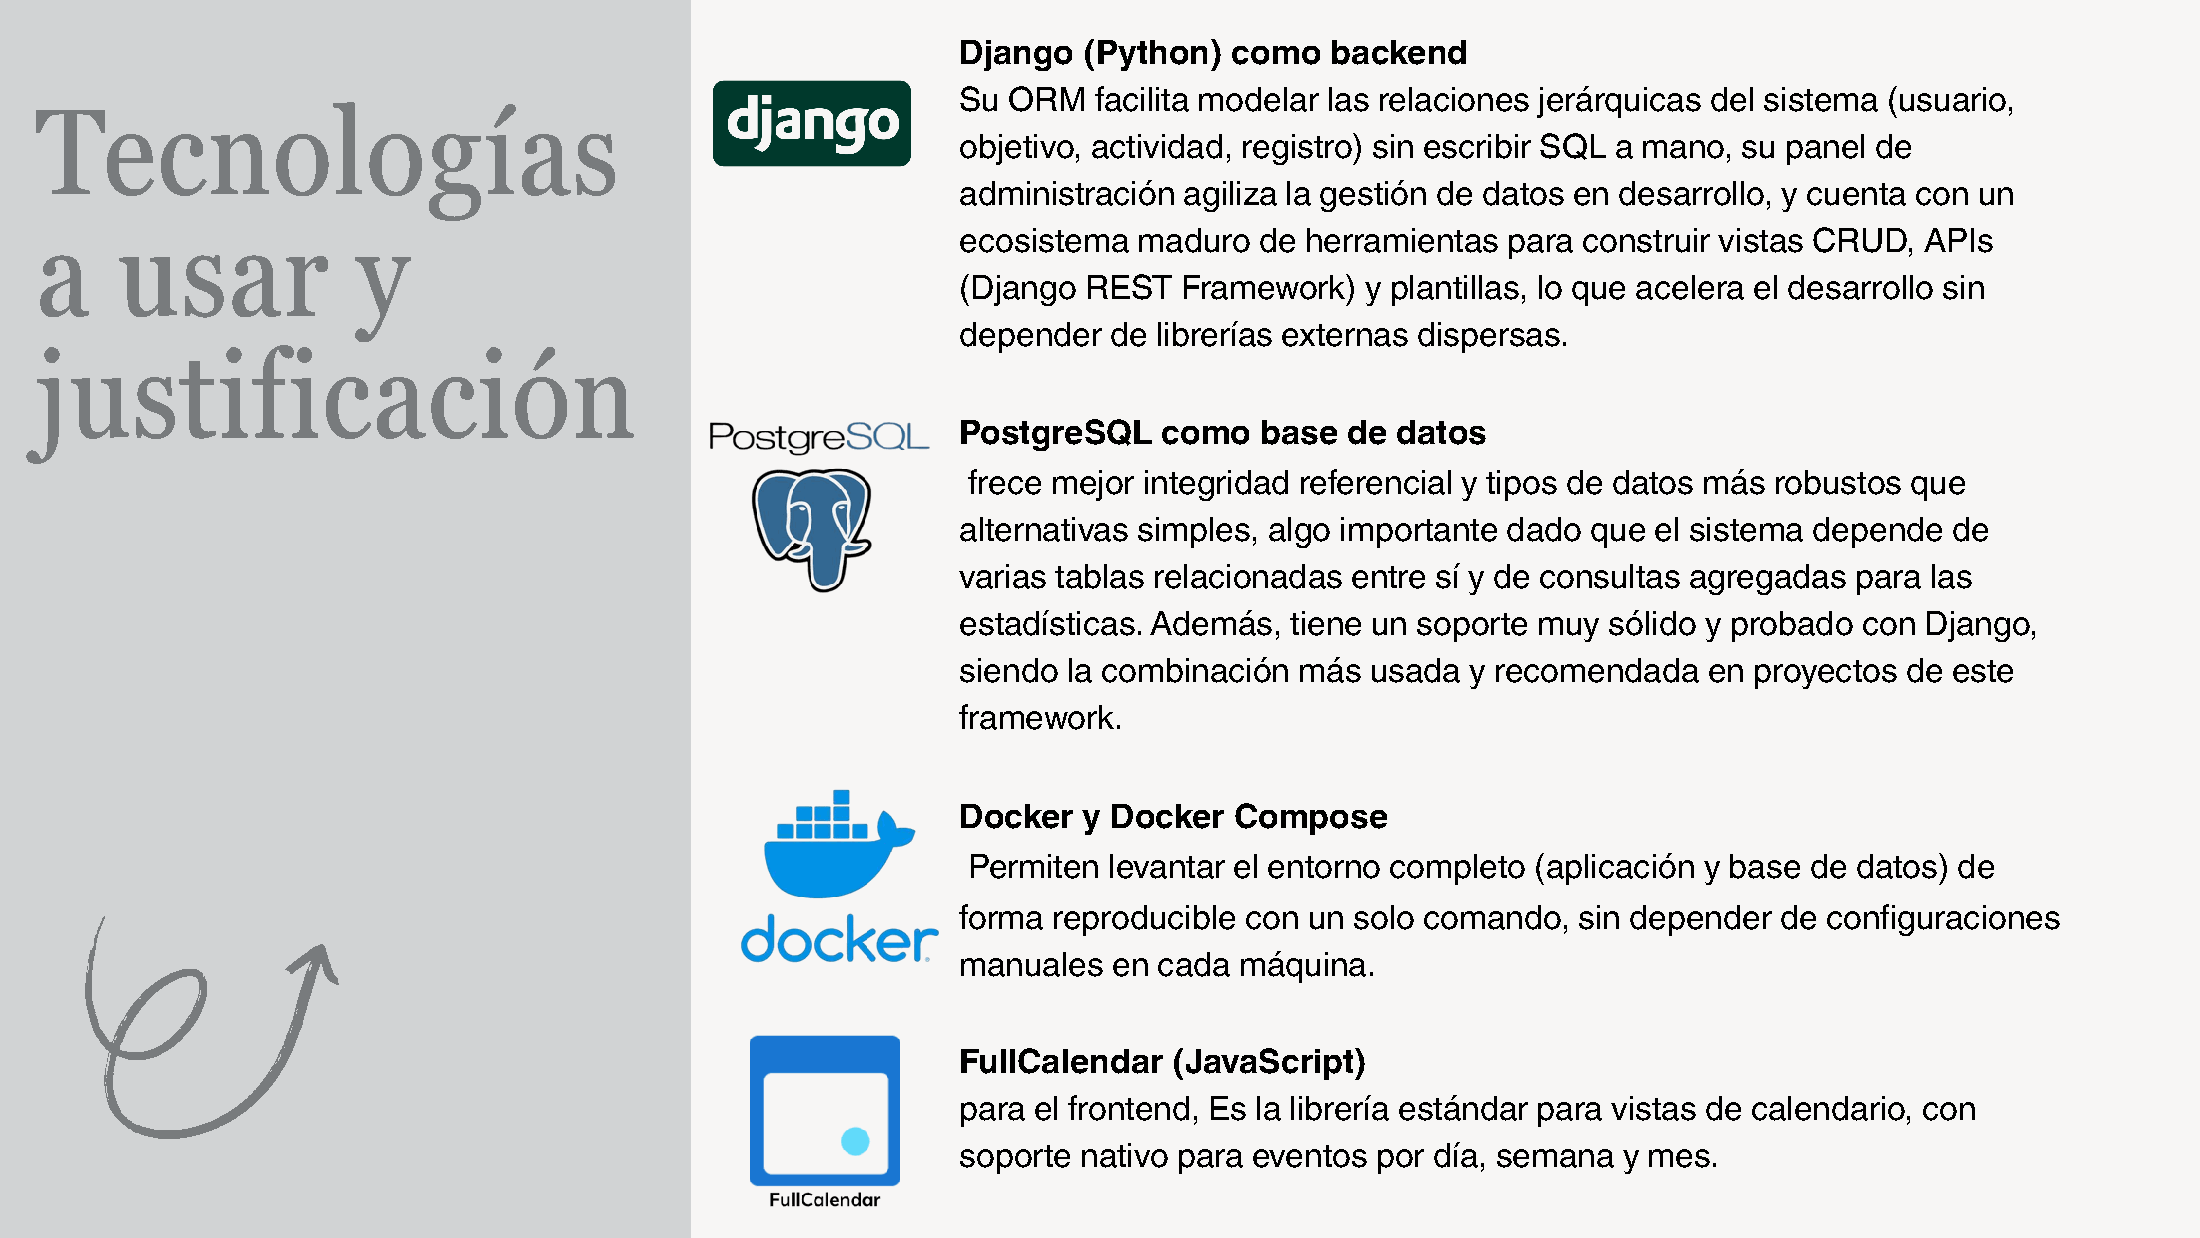 Tecnologías
a usar y
justificación
django
Django (Python) como backend
Su ORM facilita modelar las relaciones jerárquicas del sistema (usuario,
objetivo, actividad, registro) sin escribir SQL a mano, su panel de
administración agiliza la gestión de datos en desarrollo, y cuenta con un
ecosistema maduro de herramientas para construir vistas CRUD, APIs
(Django REST Framework) y plantillas, lo que acelera el desarrollo sin
depender de librerías externas dispersas.
PostgreSQL
PostgreSQL como base de datos
frece mejor integridad referencial y tipos de datos más robustos que
alternativas simples, algo importante dado que el sistema depende de
varias tablas relacionadas entre sí y de consultas agregadas para las
estadísticas. Además, tiene un soporte muy sólido y probado con Django,
siendo la combinación más usada y recomendada en proyectos de este
framework.
docker
Docker y Docker Compose
Permiten levantar el entorno completo (aplicación y base de datos) de
forma reproducible con un solo comando, sin depender de configuraciones
manuales en cada máquina.
FullCalendar
FullCalendar (JavaScript)
para el frontend, Es la librería estándar para vistas de calendario, con
soporte nativo para eventos por día, semana y mes.